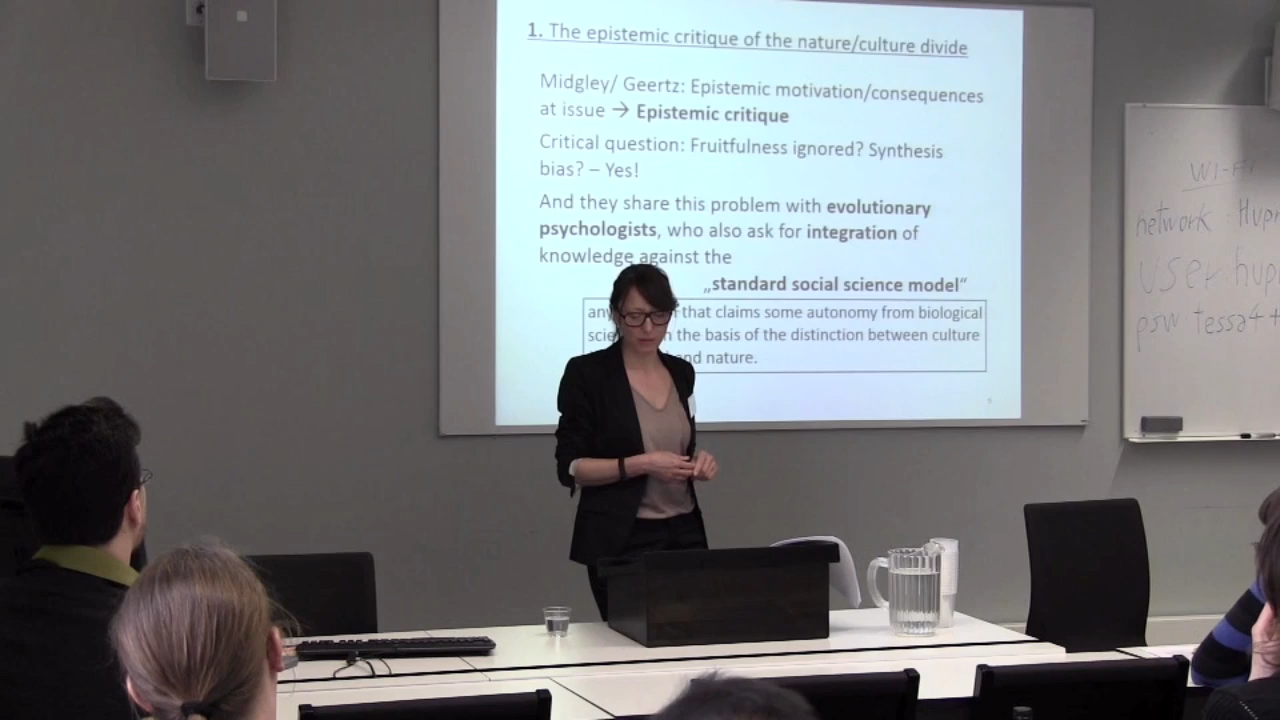 1. The epistemic critique of the nature/culture divide
Midgley/ Geertz: Epistemic motivation/consequences
at issue → Epistemic critique
Critical question: Fruitfulness ignored? Synthesis
bias? – Yes!
And they share this problem with evolutionary
psychologists, who also ask for integration of
knowledge against the
„standard social science model“
any that claims some autonomy from biological
the basis of the distinction between culture
and nature.
WI-FI
network : Hup
user hup
psw tessa4